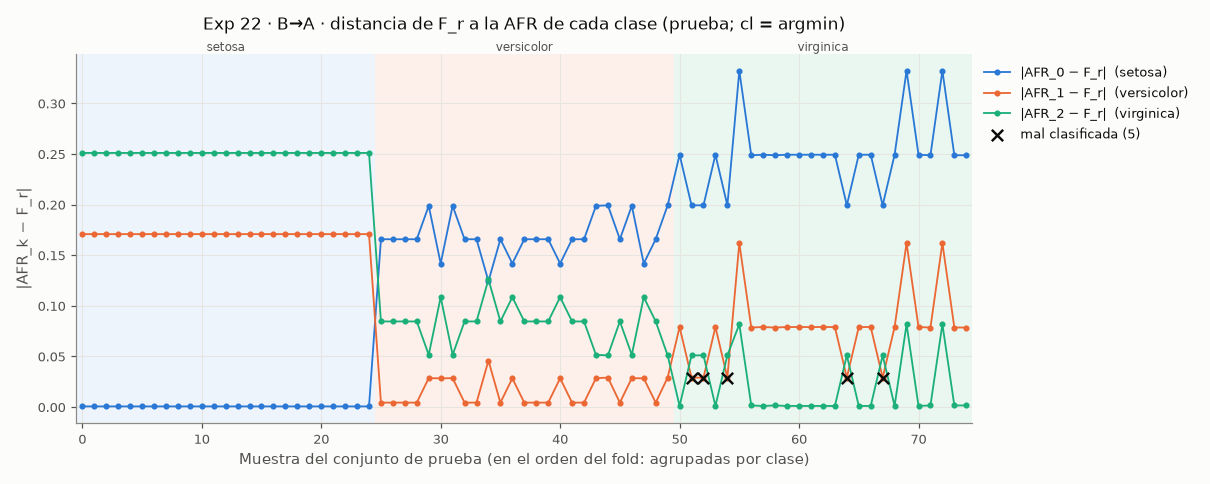 Exp 22 · B→A · distancia de F_r a la AFR de cada clase (prueba; cl = argmin)
setosa versicolor virginica
|AFR_0 − F_r| (setosa)
|AFR_1 − F_r| (versicolor)
|AFR_2 − F_r| (virginica)
mal clasificada (5)
|AFR_k − F_r|
0.30
0.25
0.20
0.15
0.10
0.05
0.00
0 10 20 30 40 50 60 70
Muestra del conjunto de prueba (en el orden del fold: agrupadas por clase)